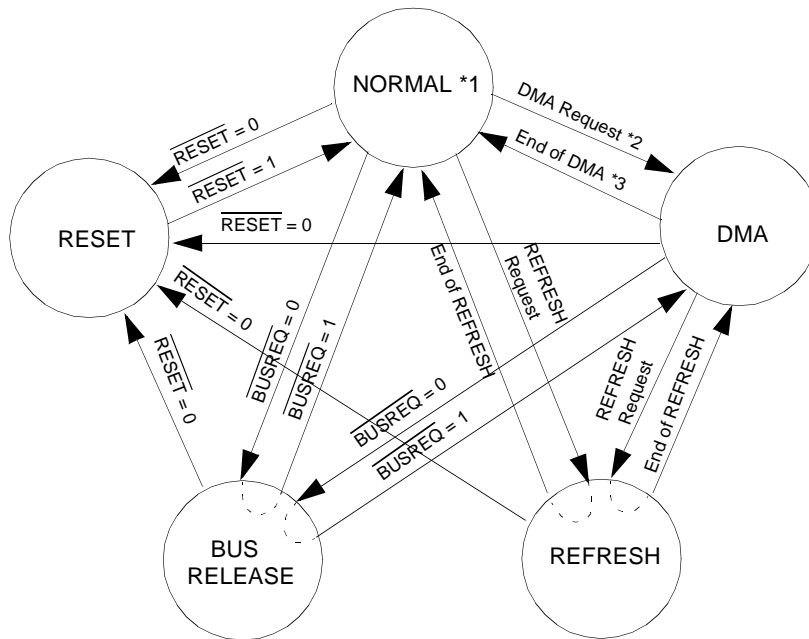 NORMAL *1
DMA Request *2
End of DMA *3
RESET = 0
RESET = 1
RESET
RESET = 0
DMA
RESET = 0
End of REFRESH
REFRESH
Request
BUSREQ = 0
BUSREQ = 1
RESET = 0
BUSREQ = 0
BUSREQ = 1
REFRESH
Request
End of REFRESH
BUS
RELEASE
REFRESH